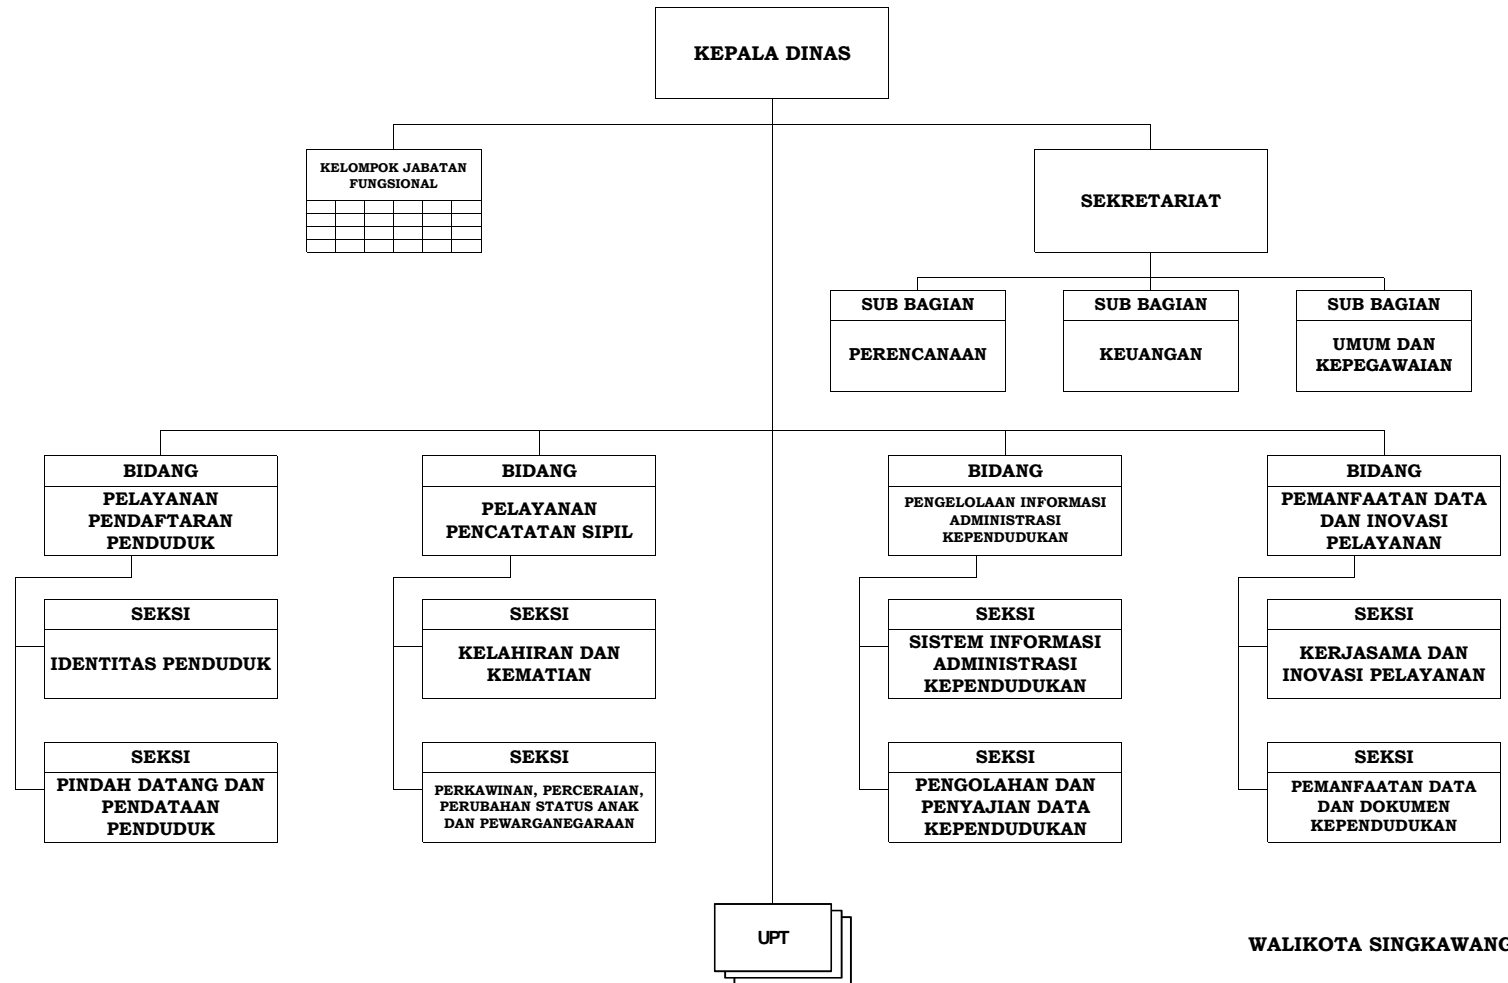 KEPALA DINAS
KELOMPOK JABATAN
FUNGSIONAL
SEKRETARIAT
SUB BAGIAN
PERENCANAAN
SUB BAGIAN
KEUANGAN
SUB BAGIAN
UMUM DAN
KEPEGAWAIAN
BIDANG
PELAYANAN
PENDAFTARAN
PENDUDUK
BIDANG
PELAYANAN
PENCATATAN SIPIL
BIDANG
PENGELOLAAN INFORMASI
ADMINISTRASI
KEPENDUDUKAN
BIDANG
PEMANFAATAN DATA
DAN INOVASI
PELAYANAN
SEKSI
IDENTITAS PENDUDUK
SEKSI
KELAHIRAN DAN
KEMATIAN
SEKSI
SISTEM INFORMASI
ADMINISTRASI
KEPENDUDUKAN
SEKSI
KERJASAMA DAN
INOVASI PELAYANAN
SEKSI
PINDAH DATANG DAN
PENDATAAN
PENDUDUK
SEKSI
PERKAWINAN, PERCERAIAN,
PERUBAHAN STATUS ANAK
DAN PEWARGANEGARAAN
SEKSI
PENGOLAHAN DAN
PENYAJIAN DATA
KEPENDUDUKAN
SEKSI
PEMANFAATAN DATA
DAN DOKUMEN
KEPENDUDUKAN
UPT
WALIKOTA SINGKAWANG